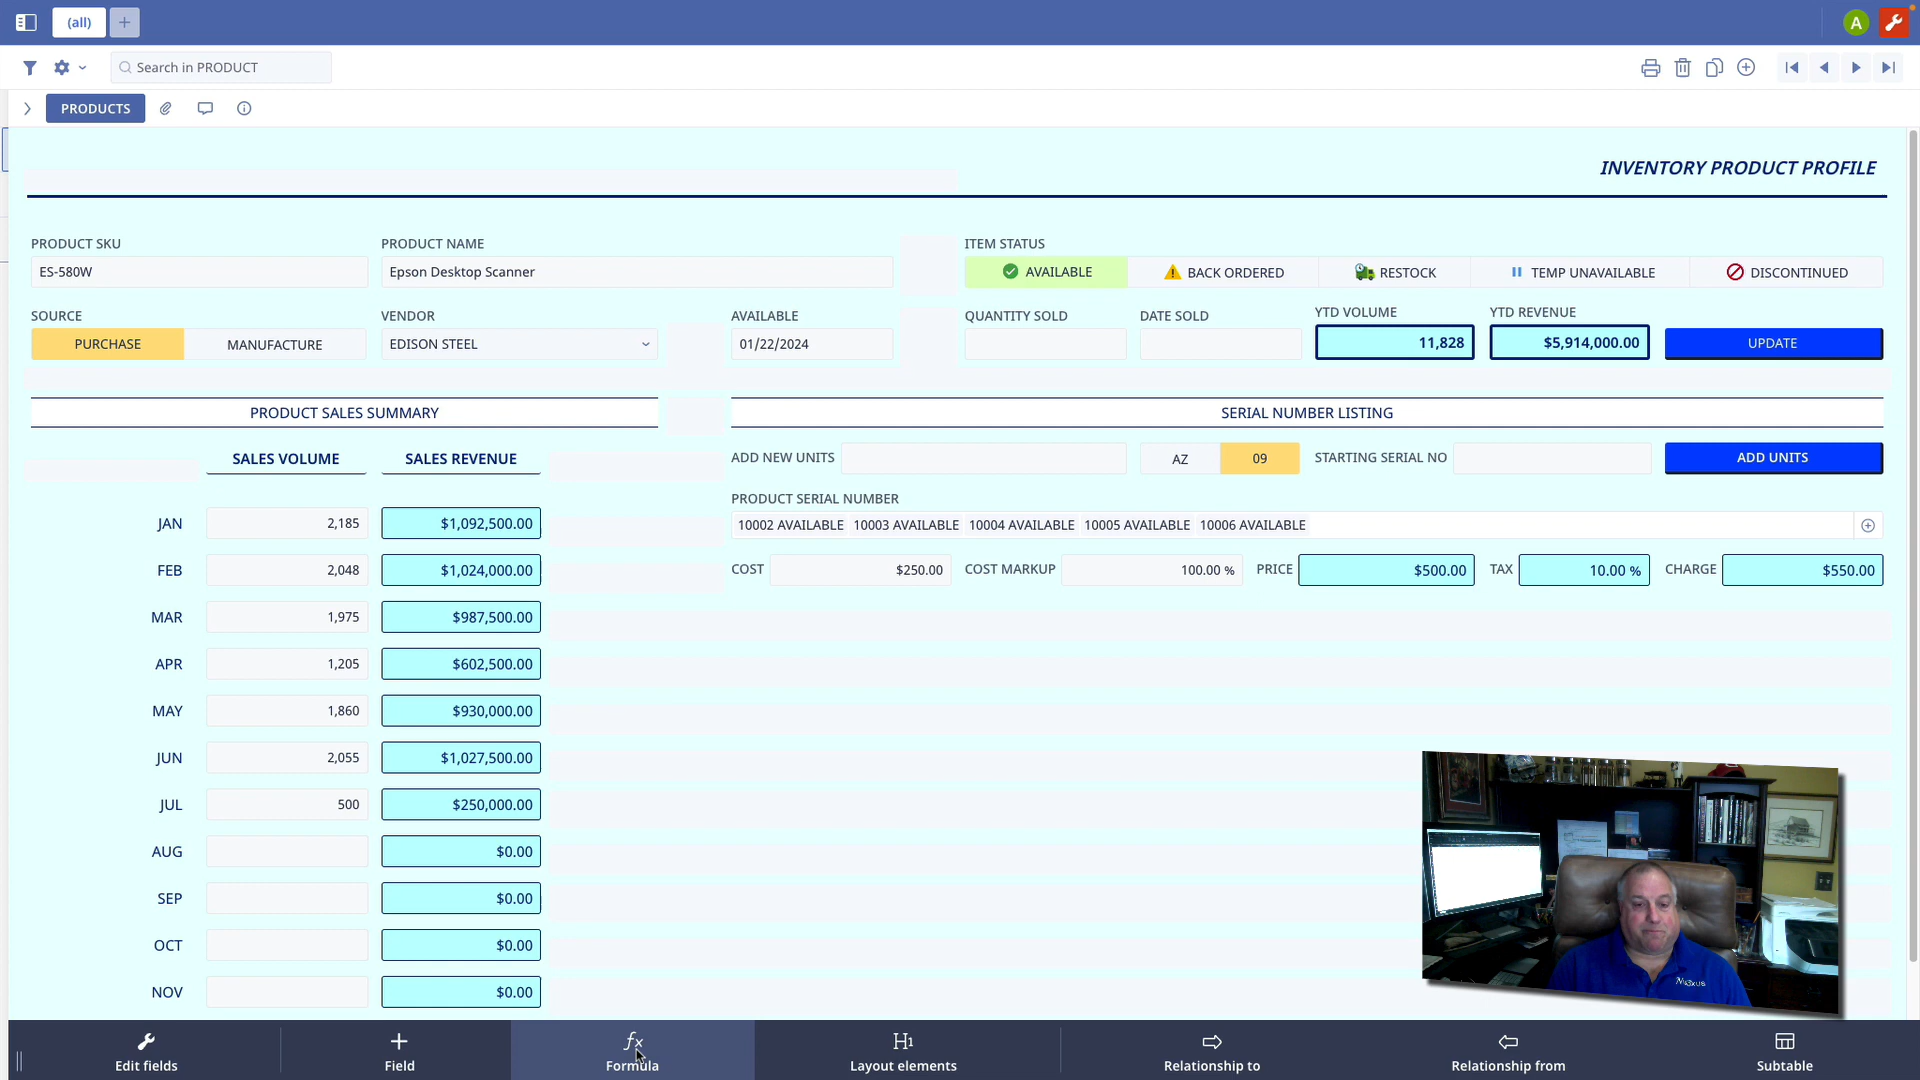 (all)
Search in PRODUCT
A
PRODUCTS
INVENTORY PRODUCT PROFILE
PRODUCT SKU PRODUCT NAME ITEM STATUS
ES-580W Epson Desktop Scanner AVAILABLE BACK ORDERED RESTOCK TEMP UNAVAILABLE DISCONTINUED
SOURCE VENDOR AVAILABLE QUANTITY SOLD DATE SOLD YTD VOLUME YTD REVENUE
PURCHASE MANUFACTURE EDISON STEEL 01/22/2024 11,828 $5,914,000.00 UPDATE
PRODUCT SALES SUMMARY SERIAL NUMBER LISTING
SALES VOLUME SALES REVENUE ADD NEW UNITS AZ 09 STARTING SERIAL NO ADD UNITS
PRODUCT SERIAL NUMBER
JAN 2,185 $1,092,500.00 10002 AVAILABLE 10003 AVAILABLE 10004 AVAILABLE 10005 AVAILABLE 10006 AVAILABLE
FEB 2,048 $1,024,000.00 COST $250.00 COST MARKUP 100.00 % PRICE $500.00 TAX 10.00 % CHARGE $550.00
MAR 1,975 $987,500.00
APR 1,205 $602,500.00
MAY 1,860 $930,000.00
JUN 2,055 $1,027,500.00
JUL 500 $250,000.00
AUG $0.00
SEP $0.00
OCT $0.00
NOV $0.00
Edit fields Field fx Formula H1 Layout elements Relationship to Relationship from Subtable